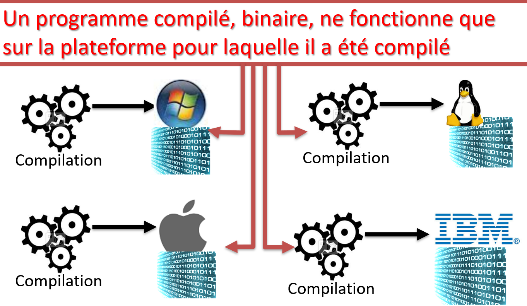 Un programme compilé, binaire, ne fonctionne que
sur la plateforme pour laquelle il a été compilé
Compilation
Compilation
Compilation
IBM®
Compilation